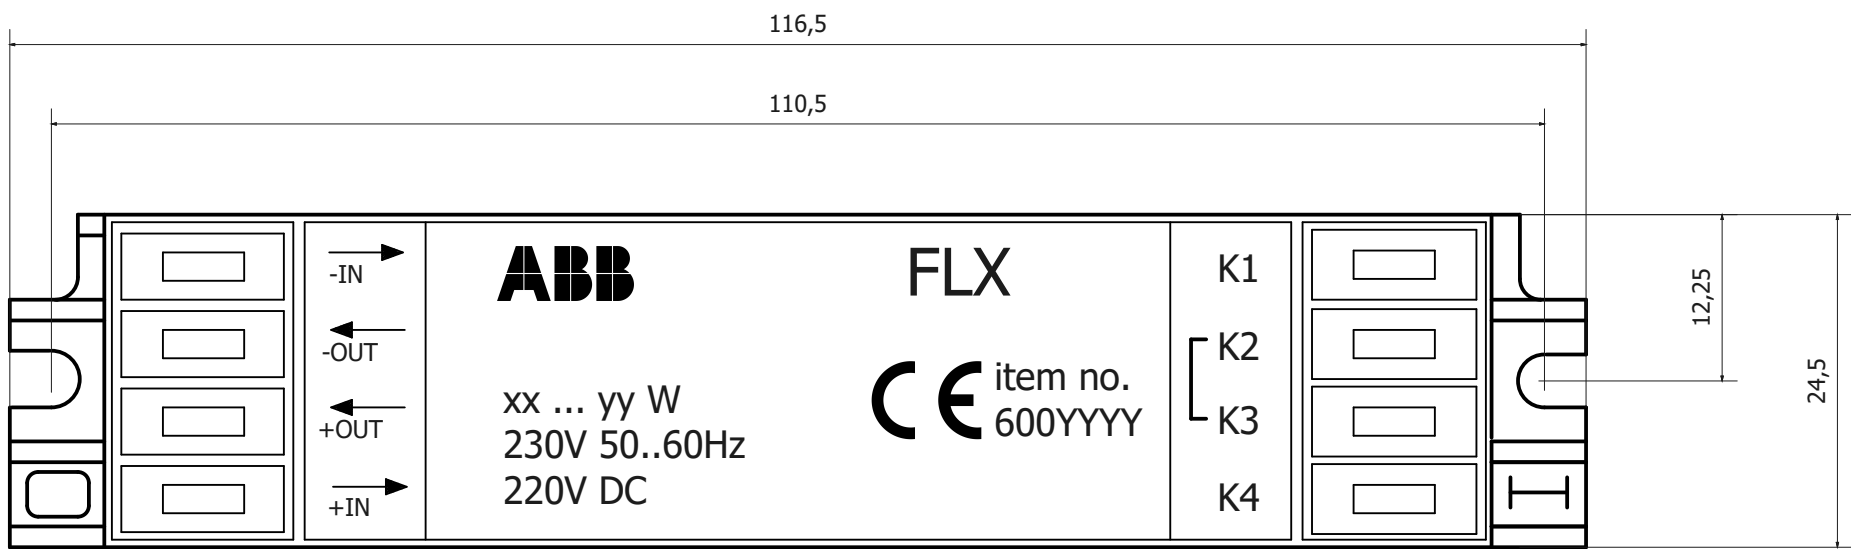 116,5
110,5
-IN
-OUT
+OUT
+IN
ABB
xx ... yy W
230V 50..60Hz
220V DC
FLX
CE
item no.
600YYYY
K1
K2
K3
K4
12,25
24,5